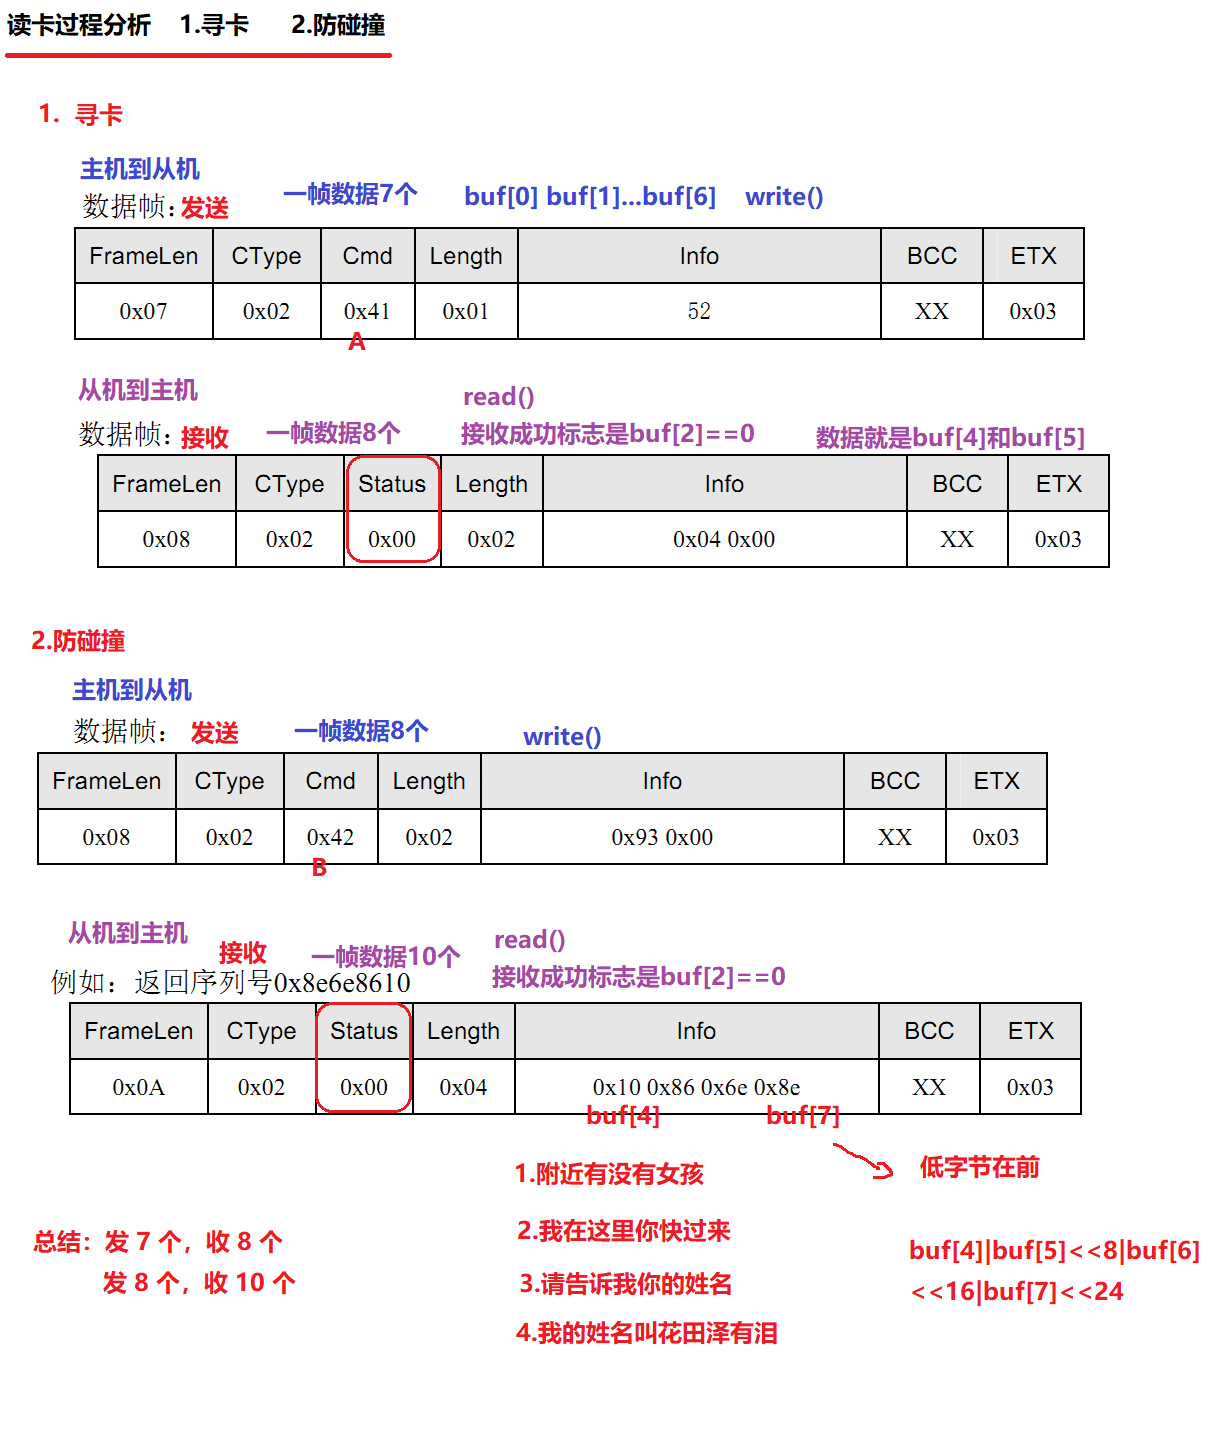 读卡过程分析 1.寻卡 2.防碰撞
1. 寻卡
主机到从机
数据帧：发送 一帧数据7个 buf[0] buf[1]...buf[6] write()
FrameLen CType Cmd Length Info BCC ETX
0x07 0x02 0x41 0x01 52 XX 0x03
A
从机到主机 read()
数据帧：接收 一帧数据8个 接收成功标志是buf[2]==0 数据就是buf[4]和buf[5]
FrameLen CType Status Length Info BCC ETX
0x08 0x02 0x00 0x02 0x04 0x00 XX 0x03
2.防碰撞
主机到从机
数据帧： 发送 一帧数据8个 write()
FrameLen CType Cmd Length Info BCC ETX
0x08 0x02 0x42 0x02 0x93 0x00 XX 0x03
B
从机到主机 接收 一帧数据10个 read()
例如：返回序列号0x8e6e8610 接收成功标志是buf[2]==0
FrameLen CType Status Length Info BCC ETX
0x0A 0x02 0x00 0x04 0x10 0x86 0x6e 0x8e XX 0x03
buf[4] buf[7]
低字节在前
1.附近有没有女孩
2.我在这里你快过来
3.请告诉我你的姓名
4.我的姓名叫花田泽有泪
总结：发 7 个，收 8 个
发 8 个，收 10 个
buf[4]|buf[5]<<8|buf[6]
<<16|buf[7]<<24